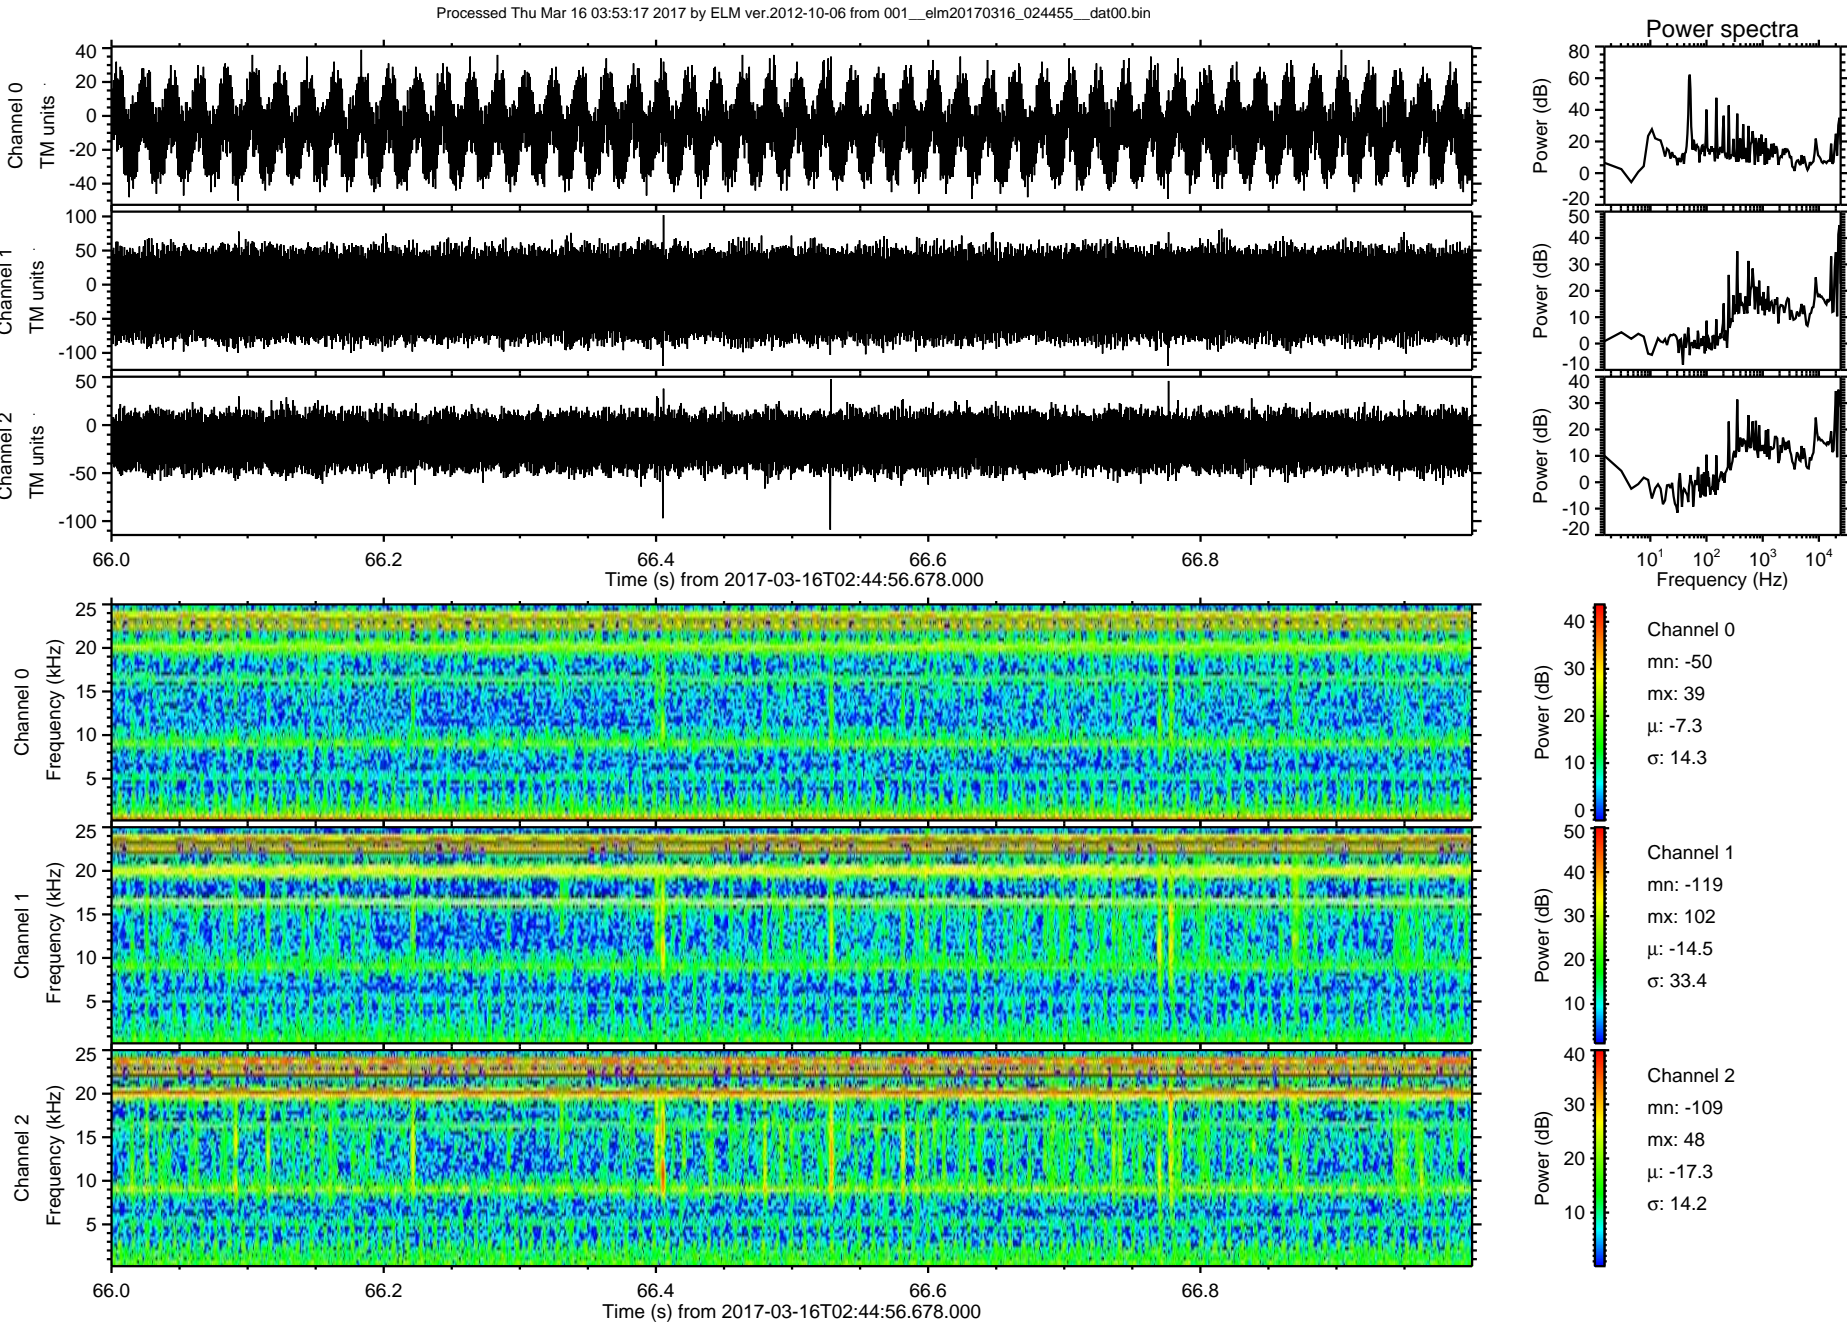 Processed Thu Mar 16 03:53:17 2017 by ELM ver.2012-10-06 from 001__elm20170316_024455__dat00.bin
Power spectra
Channel 0
TM units
40
20
0
-20
-40
Power (dB)
80
60
40
20
0
-20
Channel 1
TM units
100
50
0
-50
-100
Power (dB)
50
40
30
20
10
0
-10
Channel 2
TM units
50
0
-50
-100
Power (dB)
40
30
20
10
0
-10
-20
66.0 66.2 66.4 66.6 66.8
Time (s) from 2017-03-16T02:44:56.678.000
10^1 10^2 10^3 10^4
Frequency (Hz)
Channel 0
Frequency (kHz)
25
20
15
10
5
Power (dB)
40
30
20
10
0
Channel 0
mn: -50
mx: 39
μ: -7.3
σ: 14.3
Channel 1
Frequency (kHz)
25
20
15
10
5
Power (dB)
50
40
30
20
10
Channel 1
mn: -119
mx: 102
μ: -14.5
σ: 33.4
Channel 2
Frequency (kHz)
25
20
15
10
5
Power (dB)
40
30
20
10
Channel 2
mn: -109
mx: 48
μ: -17.3
σ: 14.2
66.0 66.2 66.4 66.6 66.8
Time (s) from 2017-03-16T02:44:56.678.000